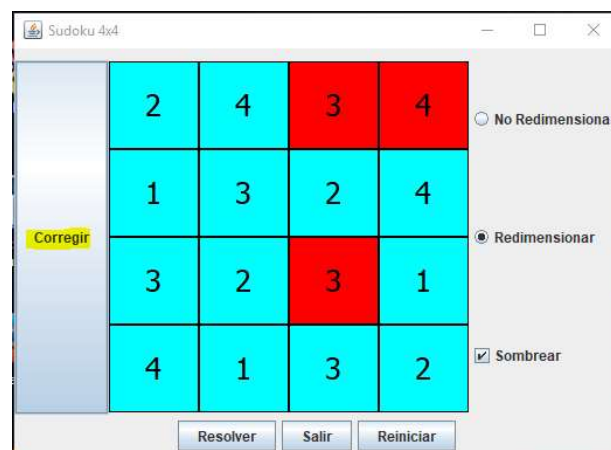 Sudoku 4x4
2 4 3 4
No Redimensiona
1 3 2 4
Corregir
Redimensionar
3 2 3 1
Sombrear
4 1 3 2
Resolver Salir Reiniciar